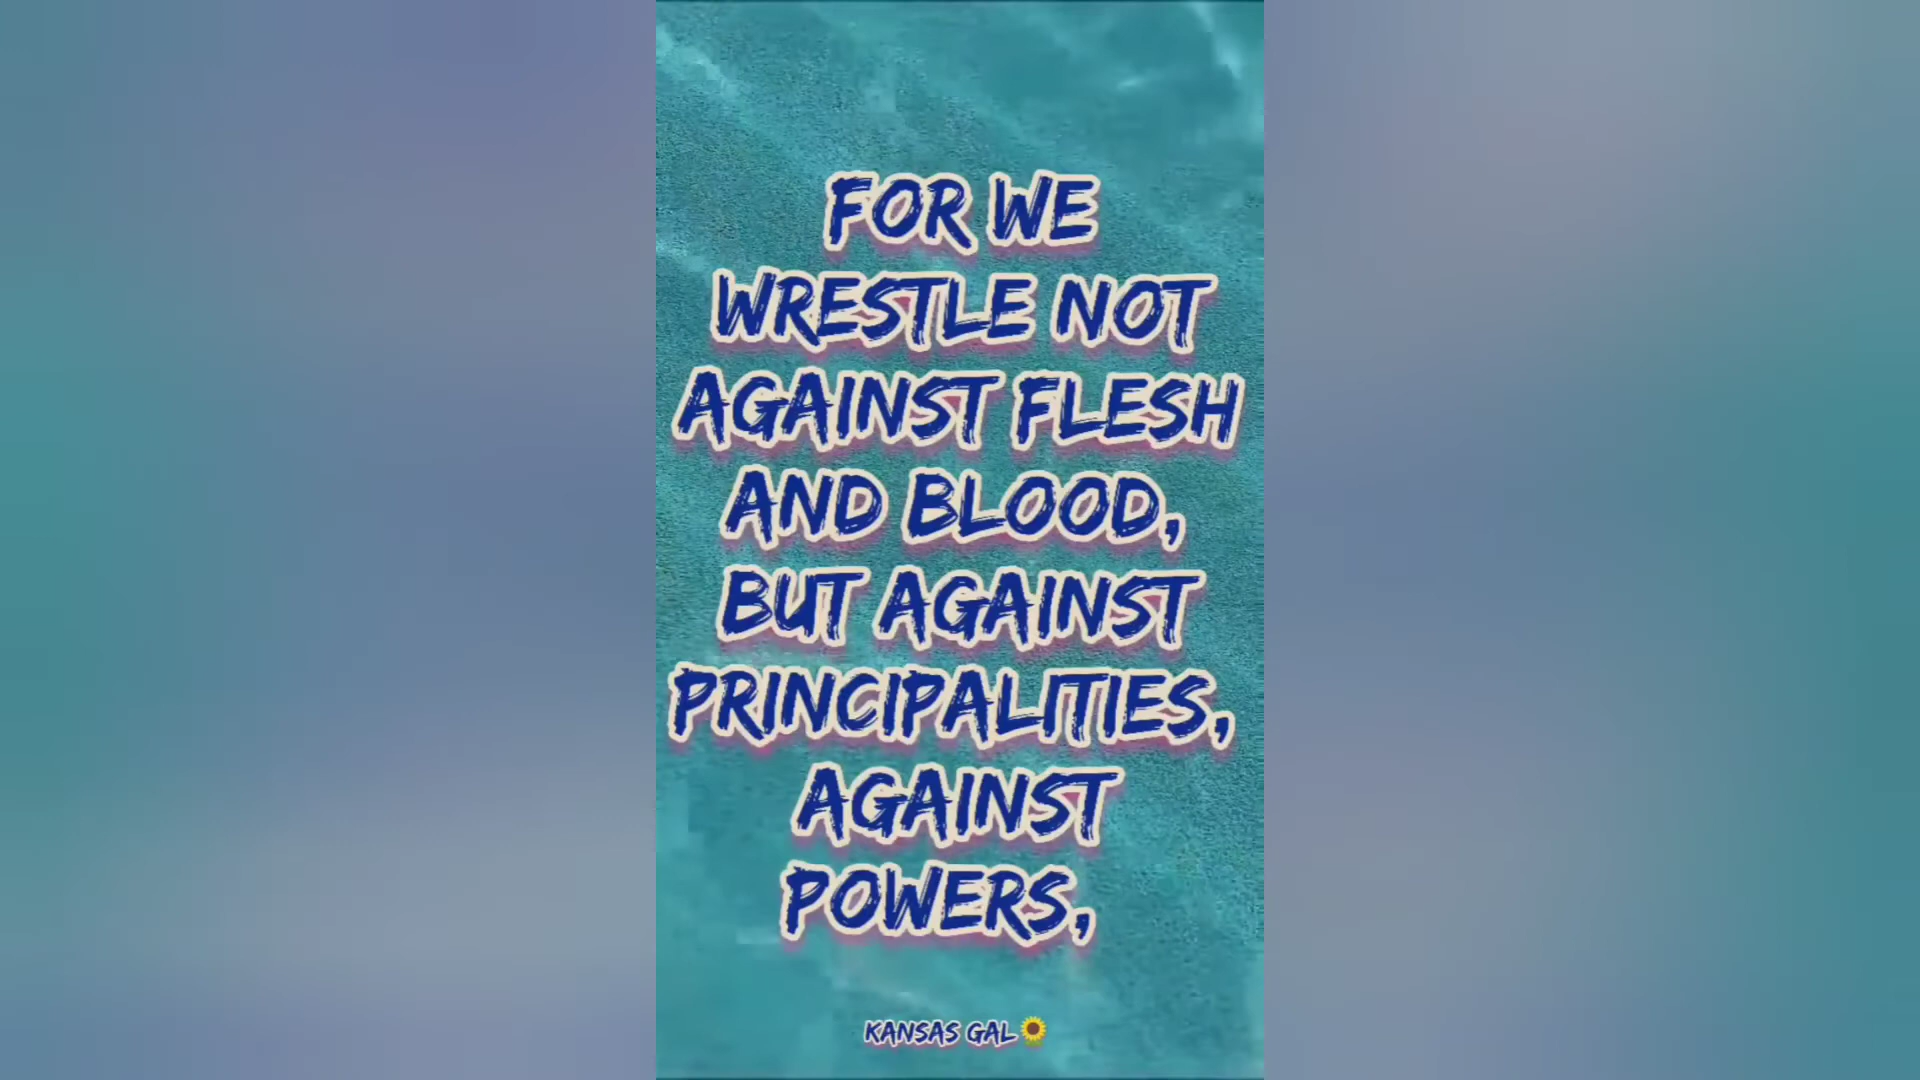 FOR WE
WRESTLE NOT
AGAINST FLESH
AND BLOOD,
BUT AGAINST
PRINCIPALITIES,
AGAINST
POWERS,
KANSAS GAL🌻